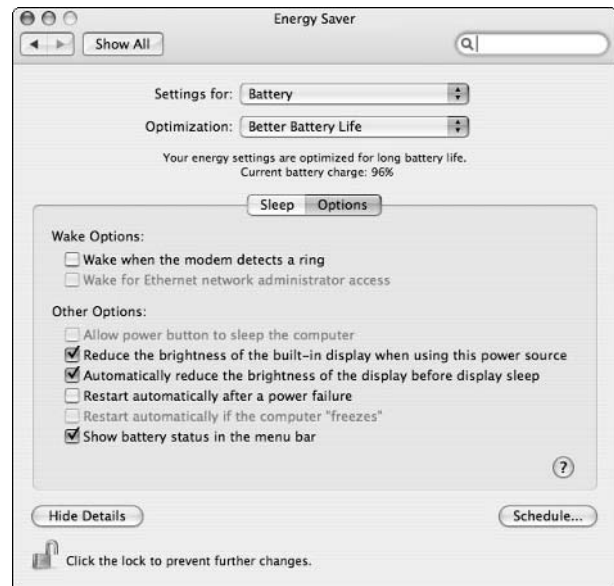 Energy Saver
Show All
Settings for: Battery
Optimization: Better Battery Life
Your energy settings are optimized for long battery life.
Current battery charge: 96%
Sleep Options
Wake Options:
Wake when the modem detects a ring
Wake for Ethernet network administrator access
Other Options:
Allow power button to sleep the computer
Reduce the brightness of the built-in display when using this power source
Automatically reduce the brightness of the display before display sleep
Restart automatically after a power failure
Restart automatically if the computer "freezes"
Show battery status in the menu bar
?
Hide Details Schedule...
Click the lock to prevent further changes.